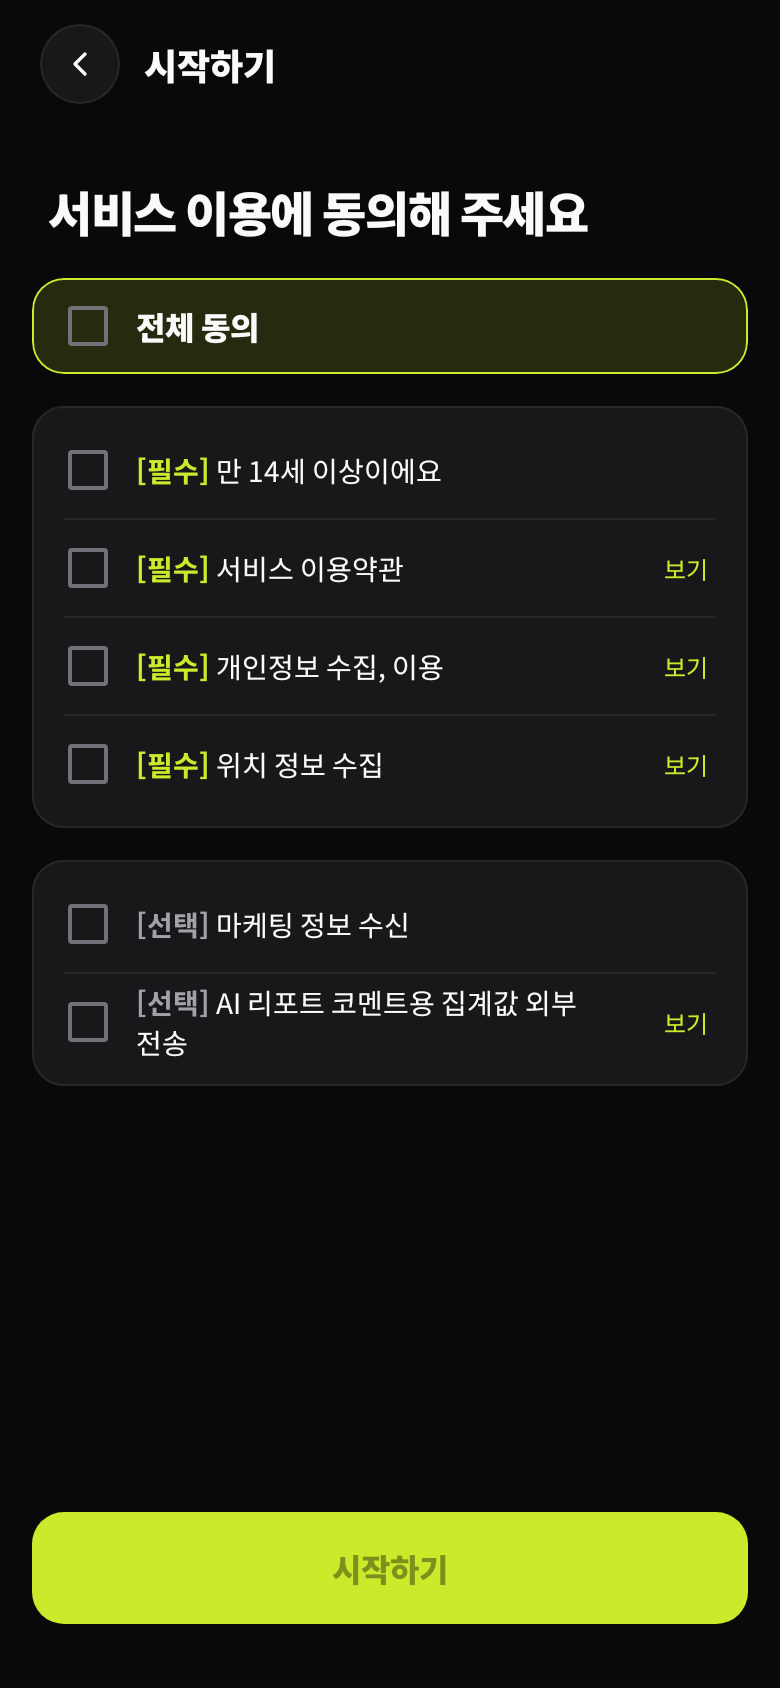 시작하기
서비스 이용에 동의해 주세요
전체 동의
[필수] 만 14세 이상이에요
[필수] 서비스 이용약관 보기
[필수] 개인정보 수집, 이용 보기
[필수] 위치 정보 수집 보기
[선택] 마케팅 정보 수신
[선택] AI 리포트 코멘트용 집계값 외부
전송
보기
시작하기